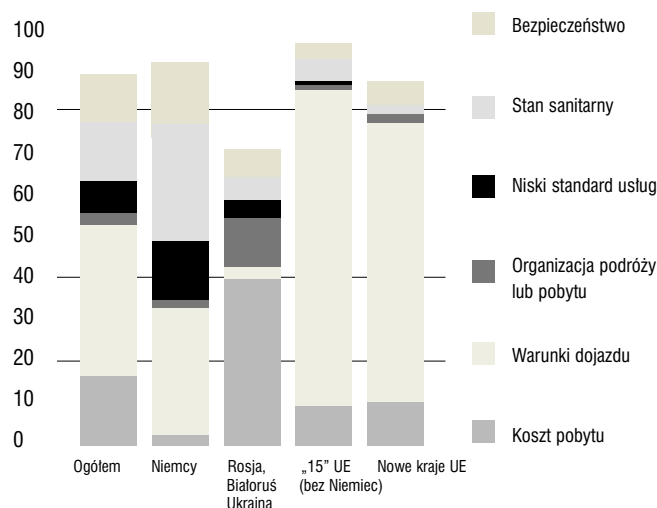 100
90
80
70
60
50
40
30
20
10
0
Ogółem
Niemcy
Rosja,
Białoruś
Ukraina
„15” UE
(bez Niemiec)
Nowe kraje UE
Bezpieczeństwo
Stan sanitarny
Niski standard usług
Organizacja podróży
lub pobytu
Warunki dojazdu
Koszt pobytu